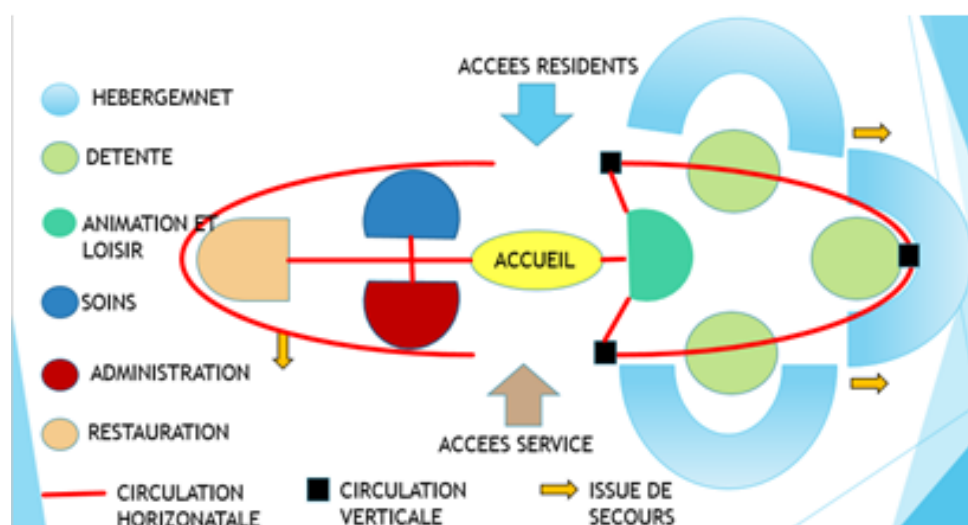 ACCEES RESIDENTS
HEBERGEMNET
DETENTE
ANIMATION ET
LOISIR
ACCUEIL
SOINS
ADMINISTRATION
RESTAURATION
ACCEES SERVICE
CIRCULATION
HORIZONATALE
CIRCULATION
VERTICALE
ISSUE DE
SECOURS